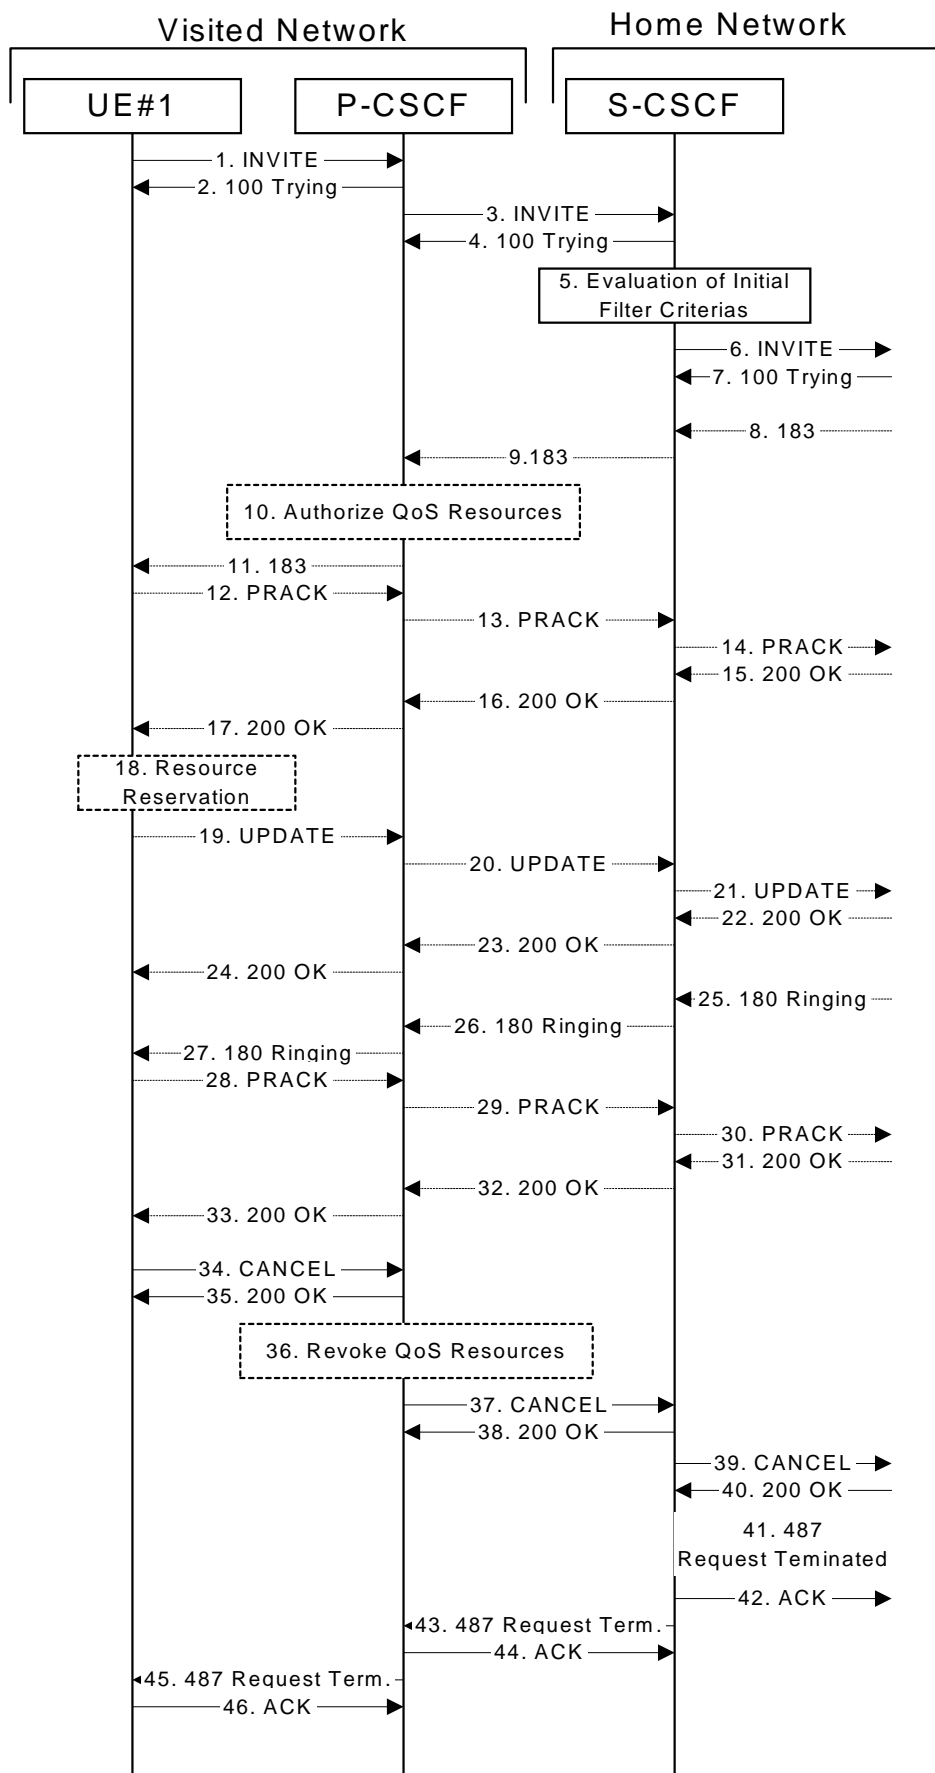 Visited Network
Home Network
UE#1
P-CSCF
S-CSCF
1. INVITE
2. 100 Trying
3. INVITE
4. 100 Trying
5. Evaluation of Initial
Filter Criterias
6. INVITE
7. 100 Trying
8. 183
9.183
10. Authorize QoS Resources
11. 183
12. PRACK
13. PRACK
14. PRACK
15. 200 OK
16. 200 OK
17. 200 OK
18. Resource
Reservation
19. UPDATE
20. UPDATE
21. UPDATE
22. 200 OK
23. 200 OK
24. 200 OK
25. 180 Ringing
26. 180 Ringing
27. 180 Ringing
28. PRACK
29. PRACK
30. PRACK
31. 200 OK
32. 200 OK
33. 200 OK
34. CANCEL
35. 200 OK
36. Revoke QoS Resources
37. CANCEL
38. 200 OK
39. CANCEL
40. 200 OK
41. 487
Request Teminated
42. ACK
43. 487 Request Term.
44. ACK
45. 487 Request Term.
46. ACK